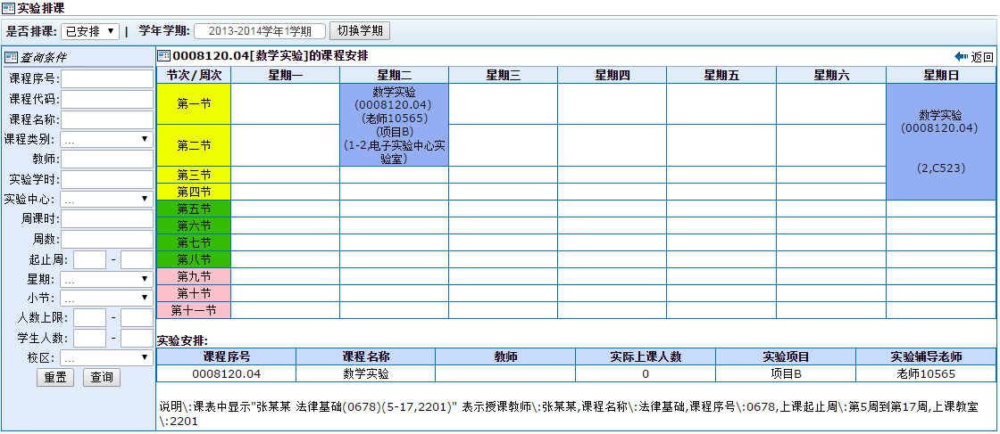 实验排课
是否排课: 已安排 | 学年学期: 2013-2014学年1学期 切换学期
查询条件
课程序号:
课程代码:
课程名称:
课程类别: ...
教师:
实验学时:
实验中心: ...
周课时:
周数:
起止周: -
星期: ...
小节: ...
人数上限: -
学生人数: -
校区: ...
重置 查询
0008120.04[数学实验]的课程安排 返回
节次/周次 星期一 星期二 星期三 星期四 星期五 星期六 星期日
第一节
第二节
第三节
第四节
第五节
第六节
第七节
第八节
第九节
第十节
第十一节
数学实验
(0008120.04)
(老师10565)
(项目B)
(1-2,电子实验中心实
验室)
数学实验
(0008120.04)
(2,C523)
实验安排:
课程序号 课程名称 教师 实际上课人数 实验项目 实验辅导老师
0008120.04 数学实验 0 项目B 老师10565
说明\:课表中显示"张某某 法律基础(0678)(5-17,2201)" 表示授课教师\:张某某,课程名称\:法律基础,课程序号\:0678,上课起止周\:第5周到第17周,上课教室
\:2201